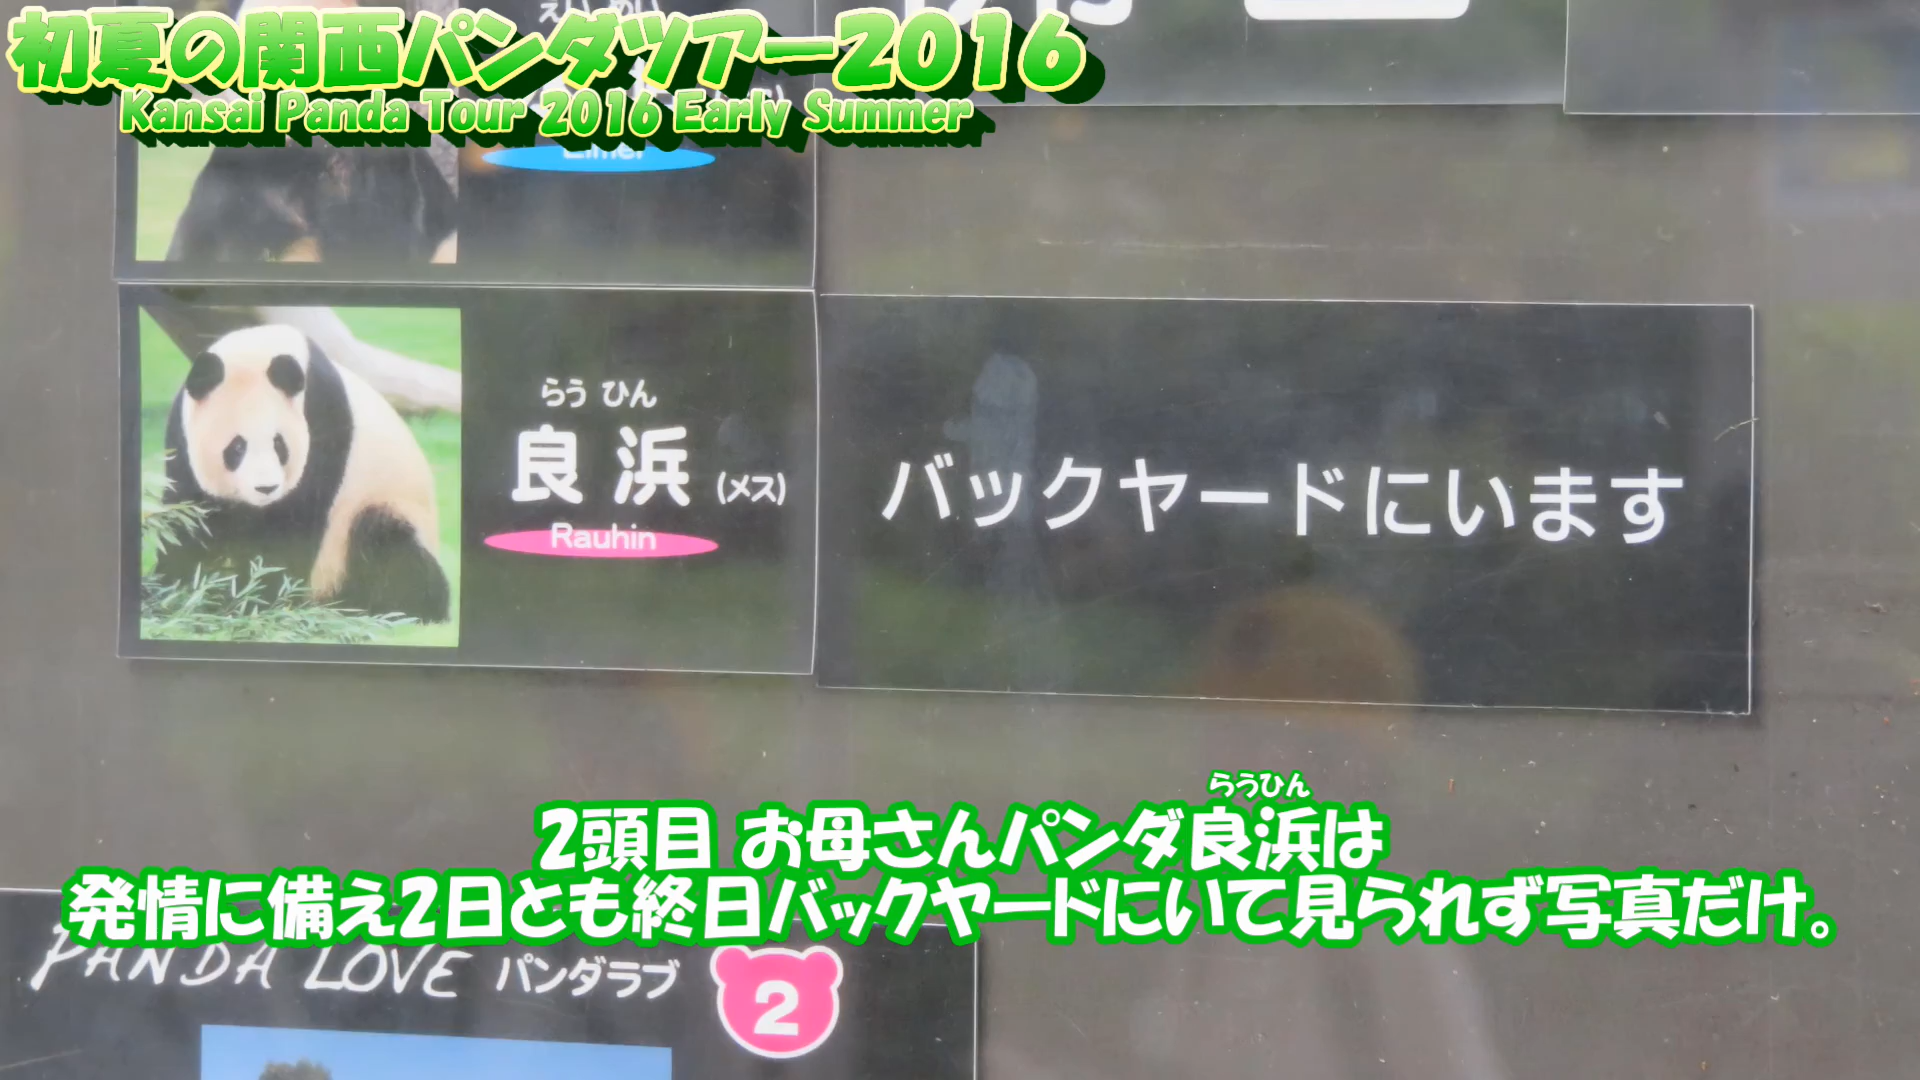 初夏の関西パンダツアー2016
Kansai Panda Tour 2016 Early Summer
らう ひん
良浜 (メス)
Rauhin
バックヤードにいます
らうひん
2頭目 お母さんパンダ良浜は
発情に備え2日とも終日バックヤードにいて見られず写真だけ。
PANDA LOVE パンダラブ
2